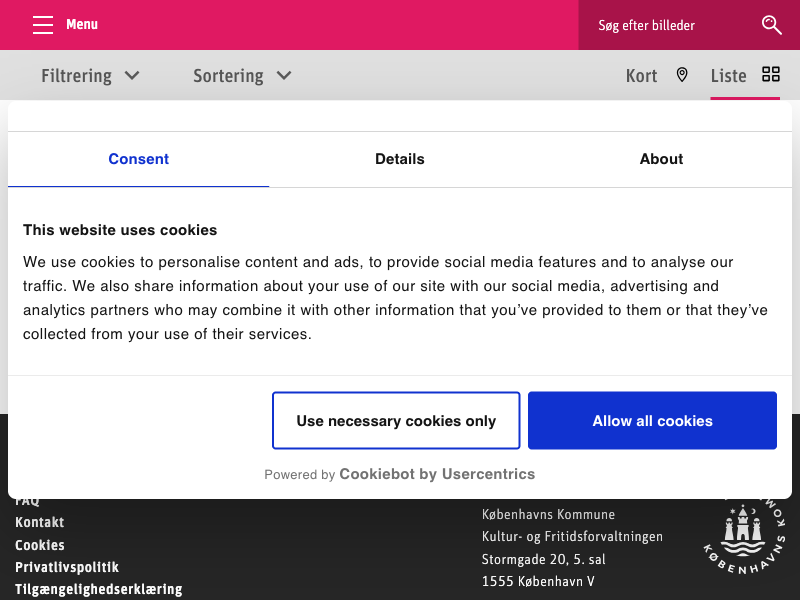 Menu
Søg efter billeder
Filtrering
Sortering
Kort
Liste
Consent
Details
About
This website uses cookies
We use cookies to personalise content and ads, to provide social media features and to analyse our
traffic. We also share information about your use of our site with our social media, advertising and
analytics partners who may combine it with other information that you’ve provided to them or that they’ve
collected from your use of their services.
Use necessary cookies only
Allow all cookies
Powered by Cookiebot by Usercentrics
FAQ
Kontakt
Cookies
Privatlivspolitik
Tilgængelighedserklæring
Københavns Kommune
Kultur- og Fritidsforvaltningen
Stormgade 20, 5. sal
1555 København V
KØBENHAVNS